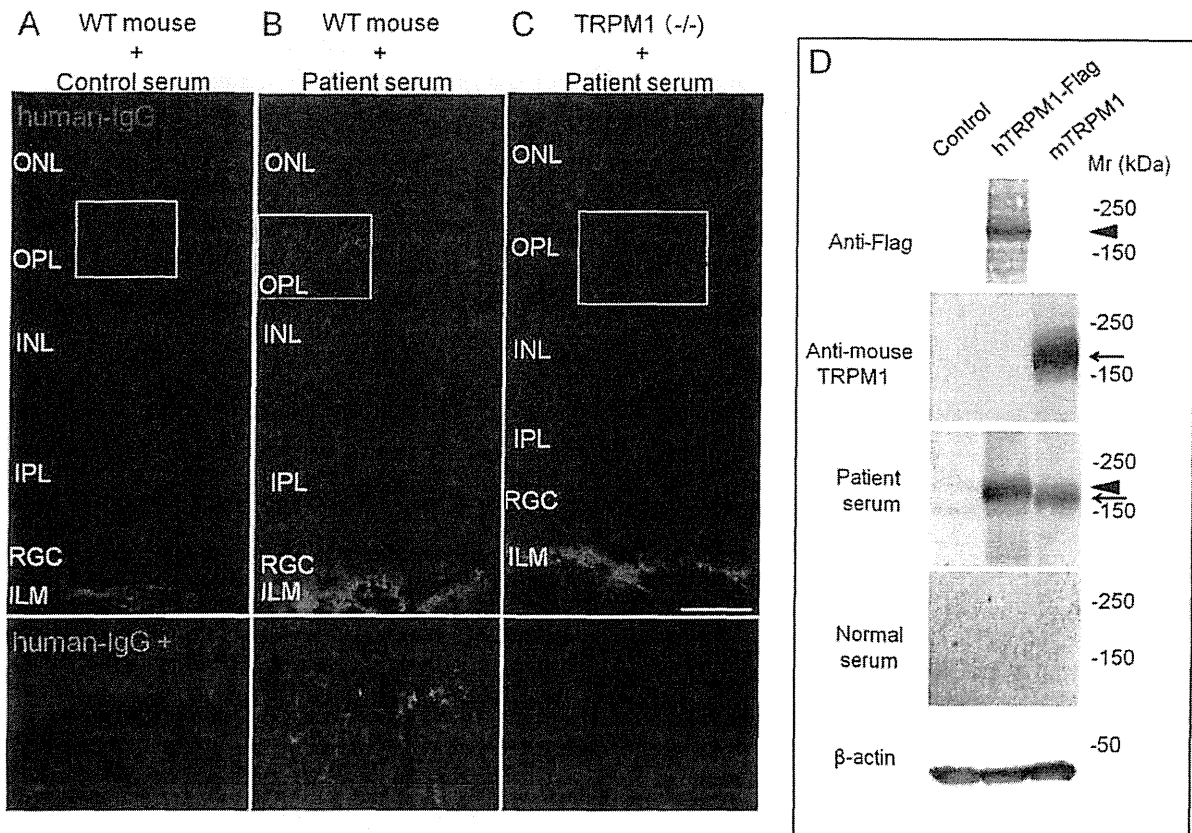 A
WT mouse
+
Control serum
human-IgG
ONL
OPL
INL
IPL
RGC
ILM
human-IgG +
B
WT mouse
+
Patient serum
ONL
OPL
INL
IPL
RGC
ILM
C
TRPM1 (-/-)
+
Patient serum
ONL
OPL
INL
IPL
RGC
ILM
D
Control
hTRPM1-Flag
mTRPM1
Mr (kDa)
Anti-Flag
-250
-150
Anti-mouse
TRPM1
-250
-150
Patient
serum
-250
-150
Normal
serum
-250
-150
β-actin
-50